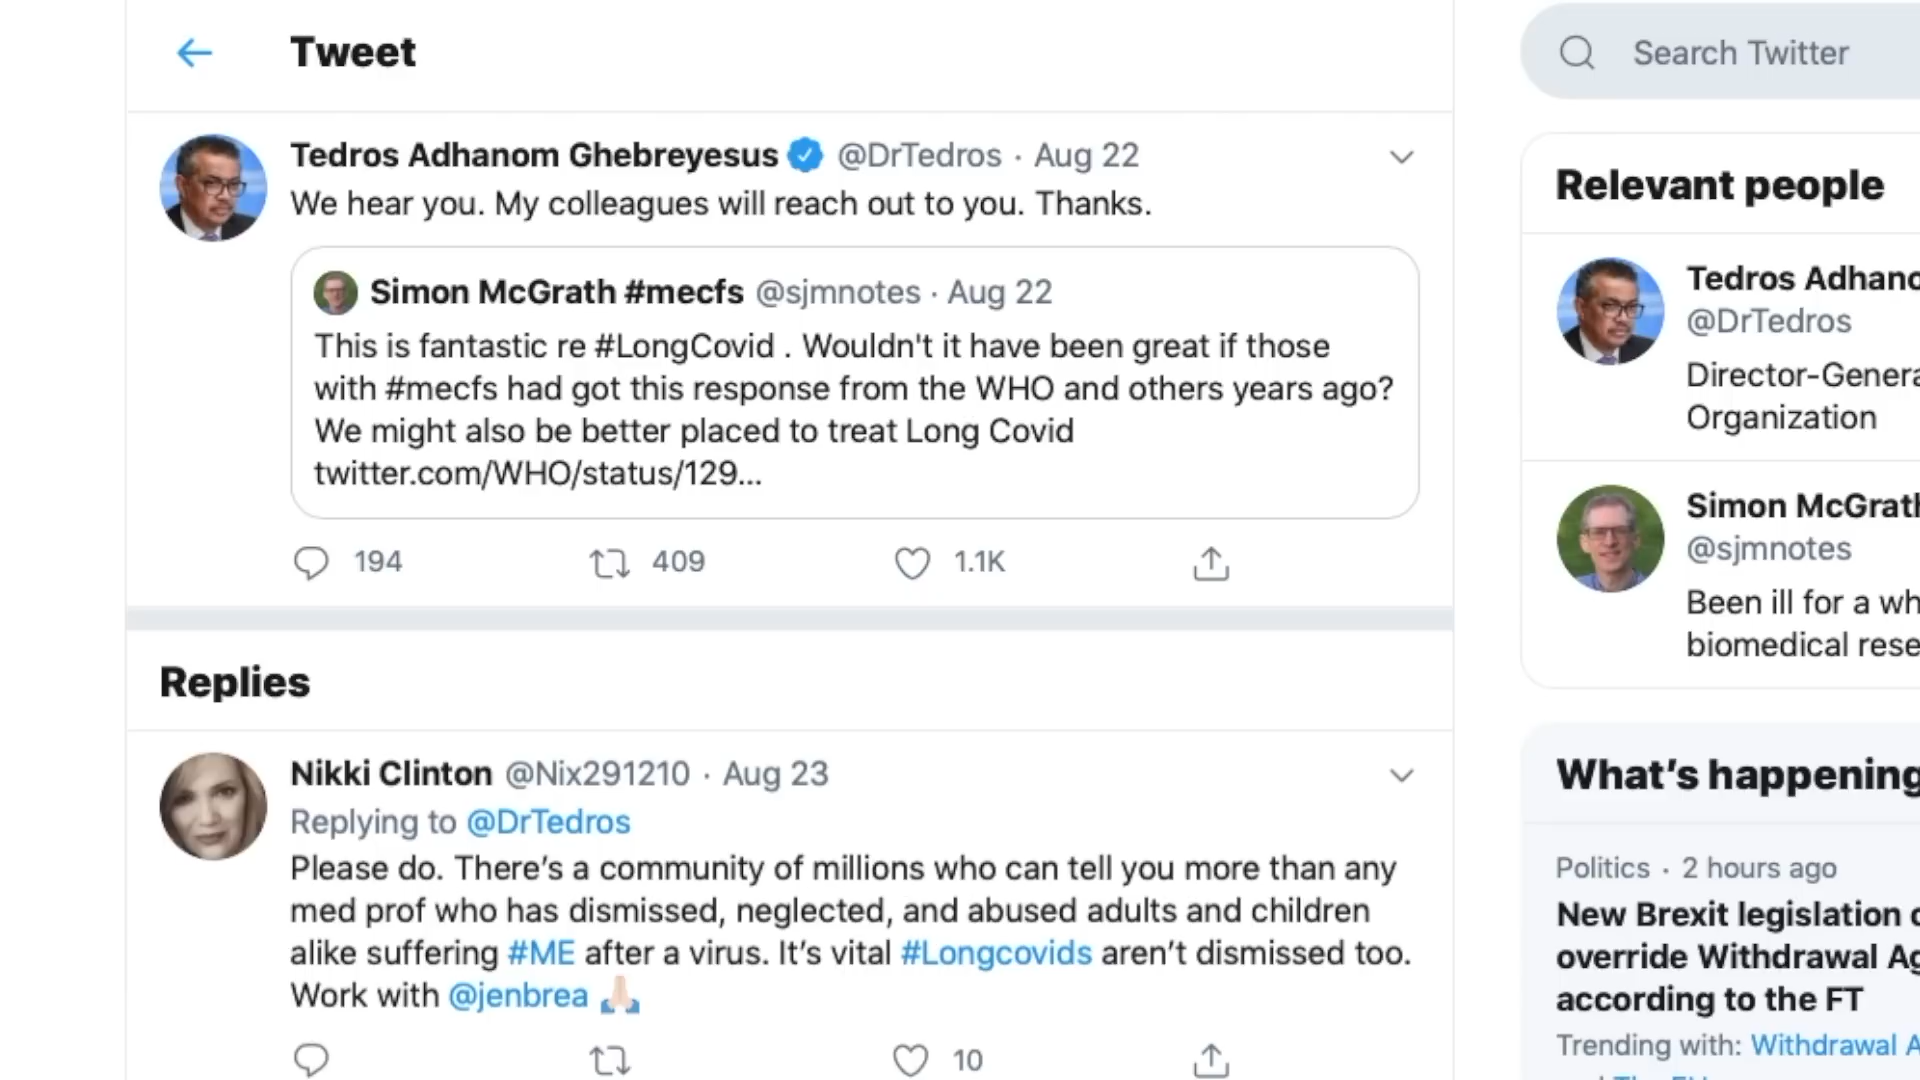 Tweet
Tedros Adhanom Ghebreyesus @DrTedros · Aug 22
We hear you. My colleagues will reach out to you. Thanks.
Simon McGrath #mecfs @sjmnotes · Aug 22
This is fantastic re #LongCovid . Wouldn't it have been great if those
with #mecfs had got this response from the WHO and others years ago?
We might also be better placed to treat Long Covid
twitter.com/WHO/status/129...
194 409 1.1K
Replies
Nikki Clinton @Nix291210 · Aug 23
Replying to @DrTedros
Please do. There’s a community of millions who can tell you more than any
med prof who has dismissed, neglected, and abused adults and children
alike suffering #ME after a virus. It’s vital #Longcovids aren’t dismissed too.
Work with @jenbrea 🙏🏻
10
Search Twitter
Relevant people
Tedros Adhano
@DrTedros
Director-Genera
Organization
Simon McGrath
@sjmnotes
Been ill for a wh
biomedical rese
What’s happening
Politics · 2 hours ago
New Brexit legislation c
override Withdrawal Ag
according to the FT
Trending with: Withdrawal A